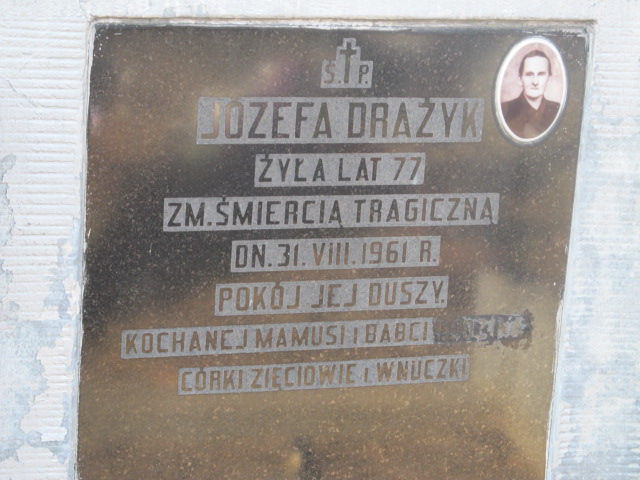 Ś.P.
JÓZEFA DRAŻYK
ŻYŁA LAT 77
ZM. ŚMIERCIĄ TRAGICZNĄ
DN. 31. VIII. 1961 R.
POKÓJ JEJ DUSZY.
KOCHANEJ MAMUSI i BABCI
CÓRKI ZIĘCIOWIE i WNUCZKI